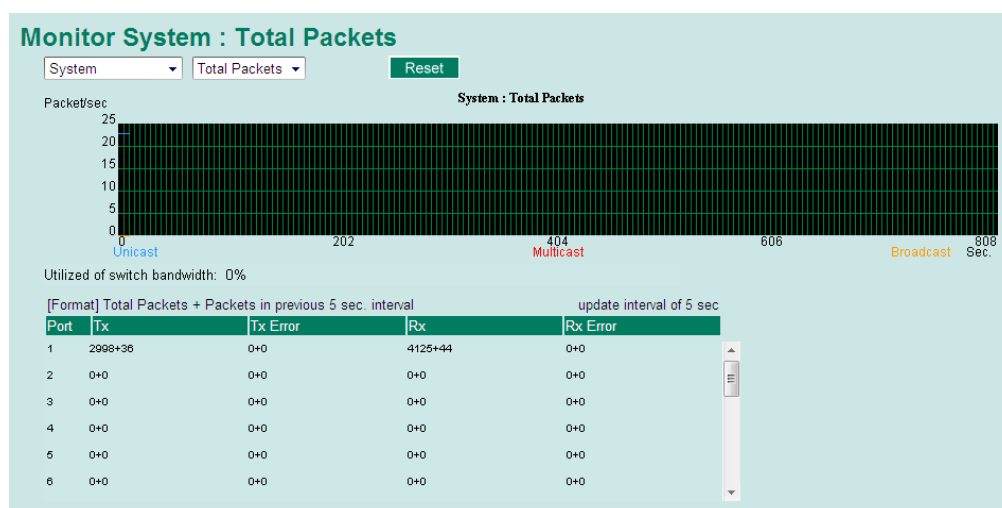 Monitor System : Total Packets
System Total Packets Reset
Packet/sec System : Total Packets
25
20
15
10
5
0
0 202 404 606 808
Unicast Multicast Broadcast Sec.
Utilized of switch bandwidth: 0%
[Format] Total Packets + Packets in previous 5 sec. interval update interval of 5 sec
Port Tx Tx Error Rx Rx Error
1 2998+36 0+0 4125+44 0+0
2 0+0 0+0 0+0 0+0
3 0+0 0+0 0+0 0+0
4 0+0 0+0 0+0 0+0
5 0+0 0+0 0+0 0+0
6 0+0 0+0 0+0 0+0